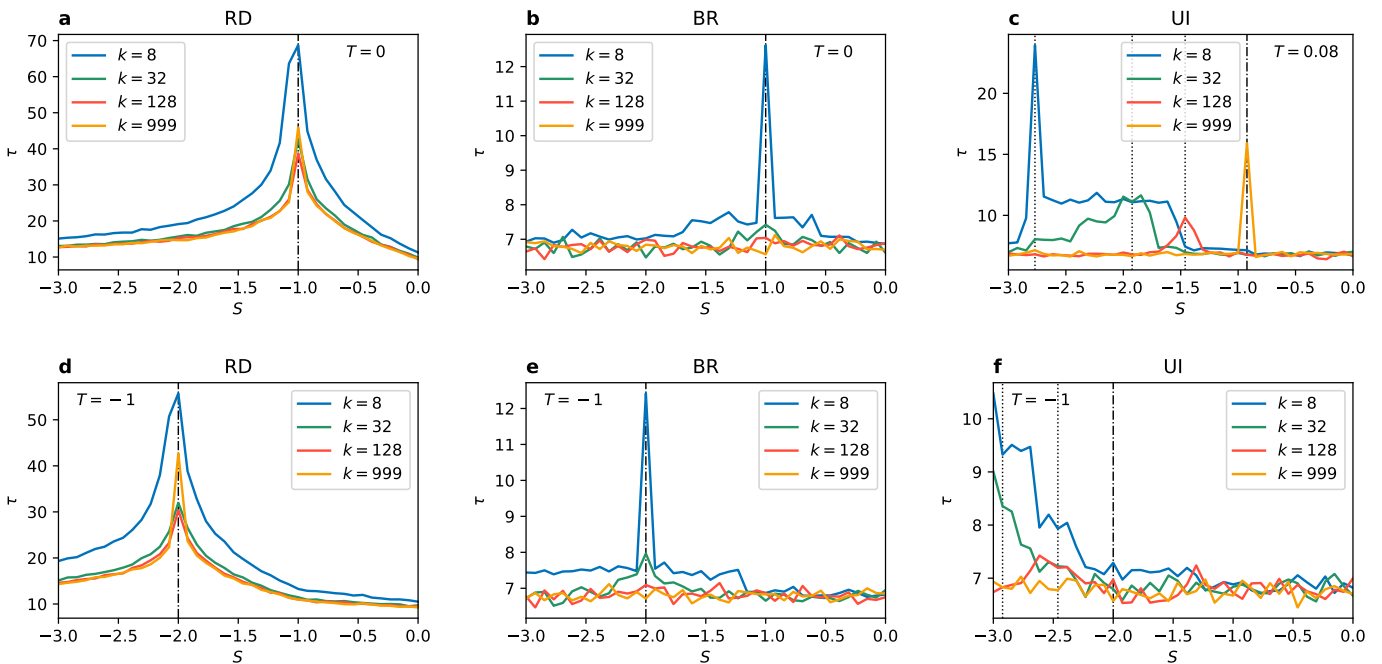 a RD
70
60
50
40
30
20
10
τ
k = 8
k = 32
k = 128
k = 999
T = 0
−3.0 −2.5 −2.0 −1.5 −1.0 −0.5 0.0
S
b BR
12
11
10
9
8
7
τ
k = 8
k = 32
k = 128
k = 999
T = 0
−3.0 −2.5 −2.0 −1.5 −1.0 −0.5 0.0
S
c UI
20
15
10
τ
k = 8
k = 32
k = 128
k = 999
T = 0.08
−3.0 −2.5 −2.0 −1.5 −1.0 −0.5 0.0
S
d RD
50
40
30
20
10
τ
T = −1
k = 8
k = 32
k = 128
k = 999
−3.0 −2.5 −2.0 −1.5 −1.0 −0.5 0.0
S
e BR
12
11
10
9
8
7
τ
T = −1
k = 8
k = 32
k = 128
k = 999
−3.0 −2.5 −2.0 −1.5 −1.0 −0.5 0.0
S
f UI
10
9
8
7
τ
T = −1
k = 8
k = 32
k = 128
k = 999
−3.0 −2.5 −2.0 −1.5 −1.0 −0.5 0.0
S